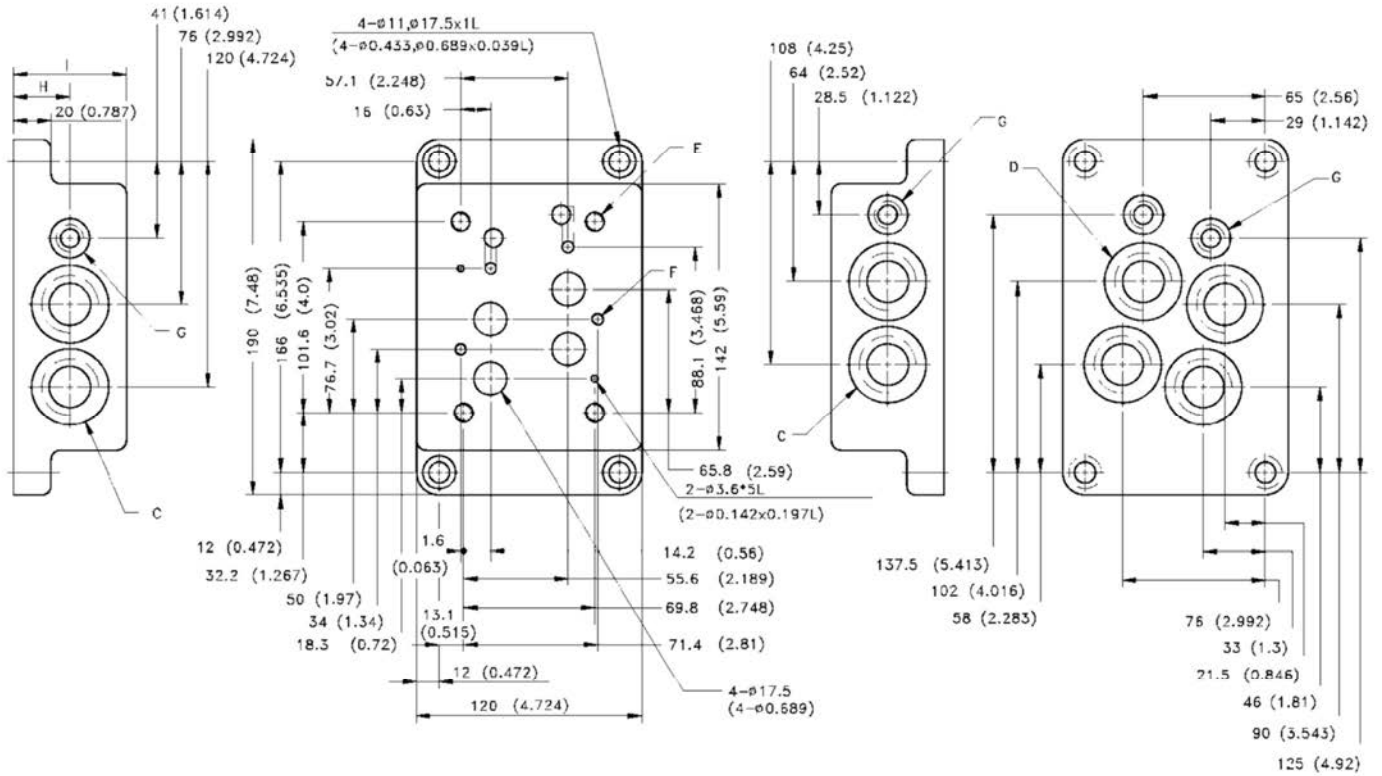 41 (1.614)
76 (2.992)
120 (4.724)
I
H
20 (0.787)
G
C
4-ø11,ø17.5x1L
(4-ø0.433,ø0.689x0.039L)
57.1 (2.248)
16 (0.63)
E
F
190 (7.48)
166 (6.535)
101.6 (4.0)
76.7 (3.02)
88.1 (3.468)
142 (5.59)
65.8 (2.59)
2-ø3.6*5L
(2-ø0.142x0.197L)
12 (0.472)
32.2 (1.267)
50 (1.97)
34 (1.34)
18.3 (0.72)
1.6
(0.063)
13.1
(0.515)
14.2 (0.56)
55.6 (2.189)
69.8 (2.748)
71.4 (2.81)
12 (0.472)
120 (4.724)
4-ø17.5
(4-ø0.689)
108 (4.25)
64 (2.52)
28.5 (1.122)
G
C
65 (2.56)
29 (1.142)
D
G
137.5 (5.413)
102 (4.016)
58 (2.283)
76 (2.992)
33 (1.3)
21.5 (0.846)
46 (1.81)
90 (3.543)
125 (4.92)